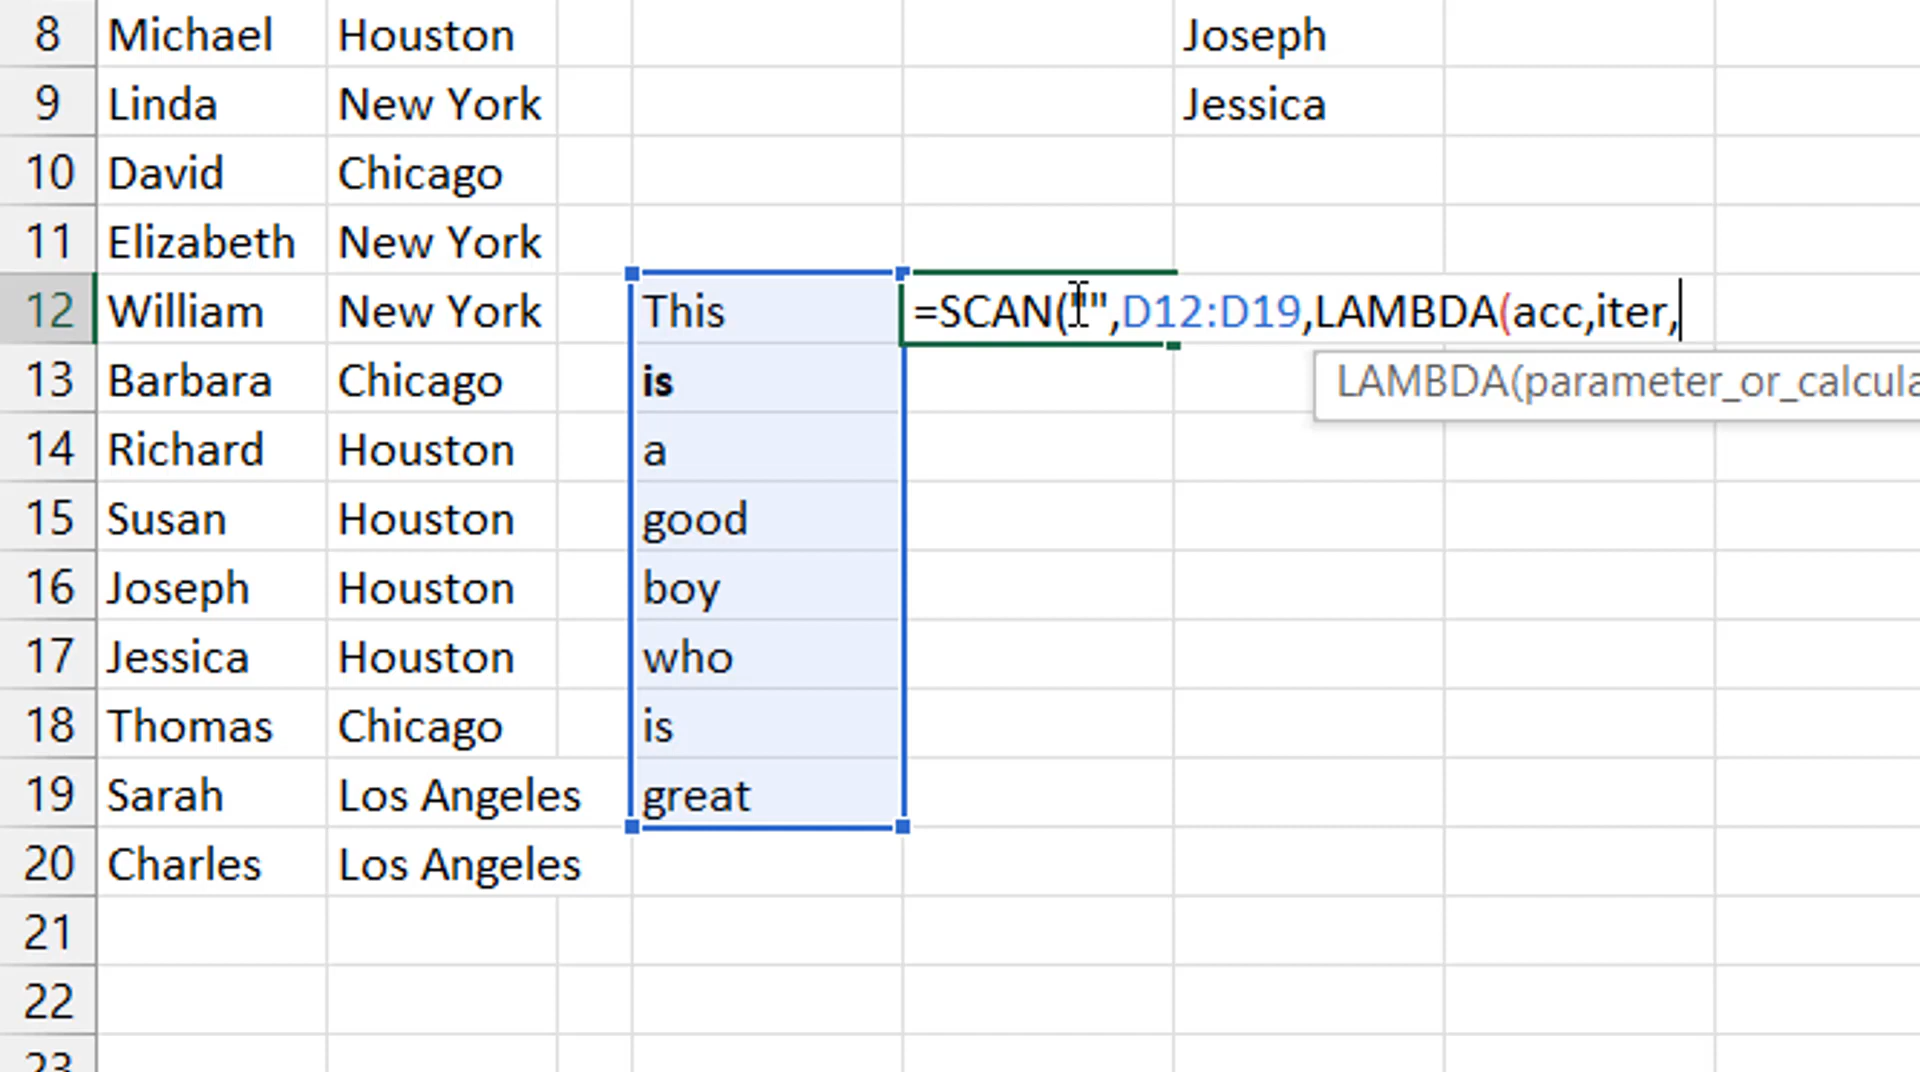 8 Michael Houston Joseph
9 Linda New York Jessica
10 David Chicago
11 Elizabeth New York
12 William New York This =SCAN("",D12:D19,LAMBDA(acc,iter,
13 Barbara Chicago is LAMBDA(parameter_or_calcula
14 Richard Houston a
15 Susan Houston good
16 Joseph Houston boy
17 Jessica Houston who
18 Thomas Chicago is
19 Sarah Los Angeles great
20 Charles Los Angeles
21
22
23